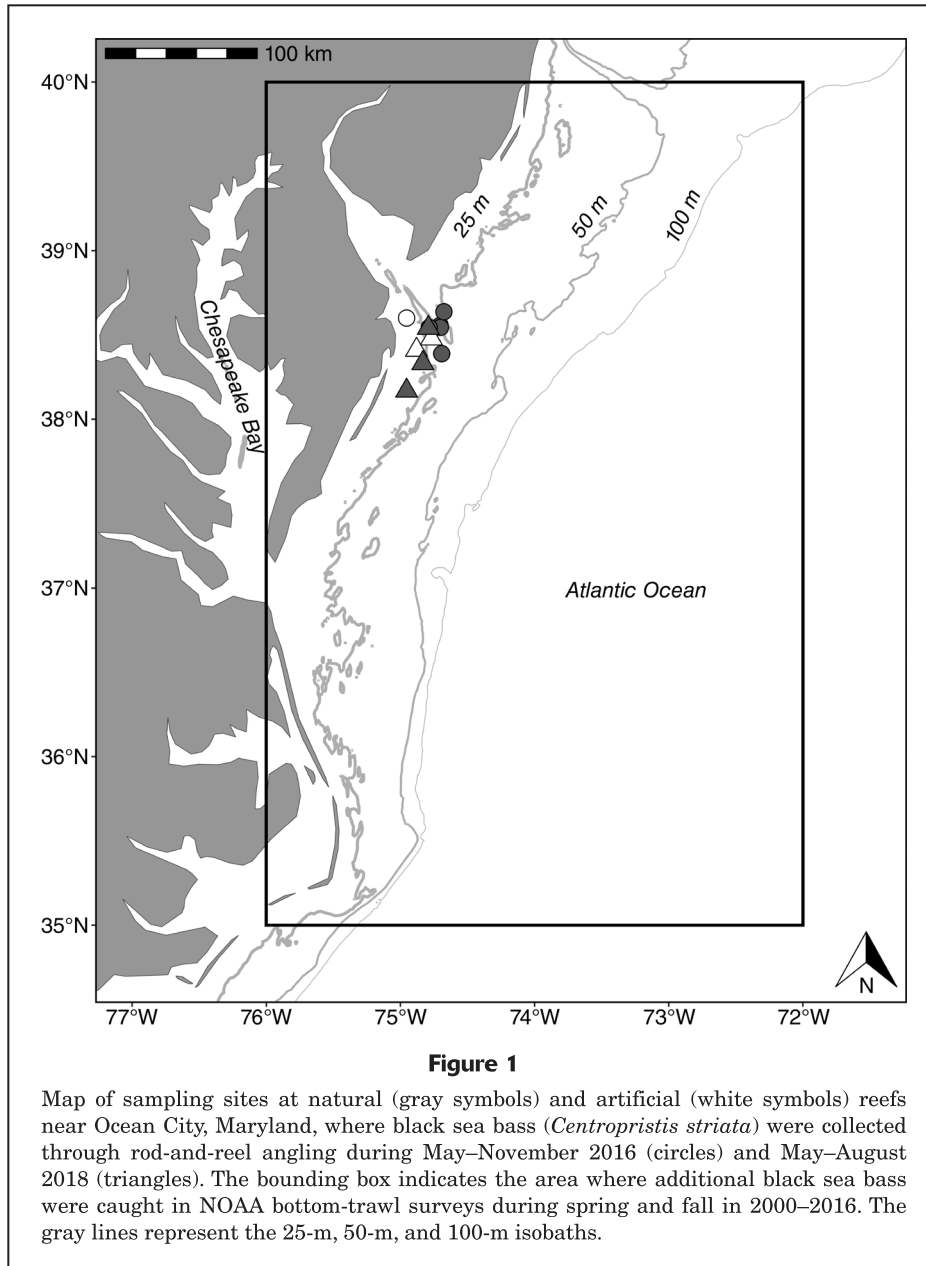 100 km
40°N
39°N
38°N
37°N
36°N
35°N
25 m
50 m
100 m
Chesapeake Bay
Atlantic Ocean
N
77°W 76°W 75°W 74°W 73°W 72°W
Figure 1
Map of sampling sites at natural (gray symbols) and artificial (white symbols) reefs
near Ocean City, Maryland, where black sea bass (Centropristis striata) were collected
through rod-and-reel angling during May–November 2016 (circles) and May–August
2018 (triangles). The bounding box indicates the area where additional black sea bass
were caught in NOAA bottom-trawl surveys during spring and fall in 2000–2016. The
gray lines represent the 25-m, 50-m, and 100-m isobaths.